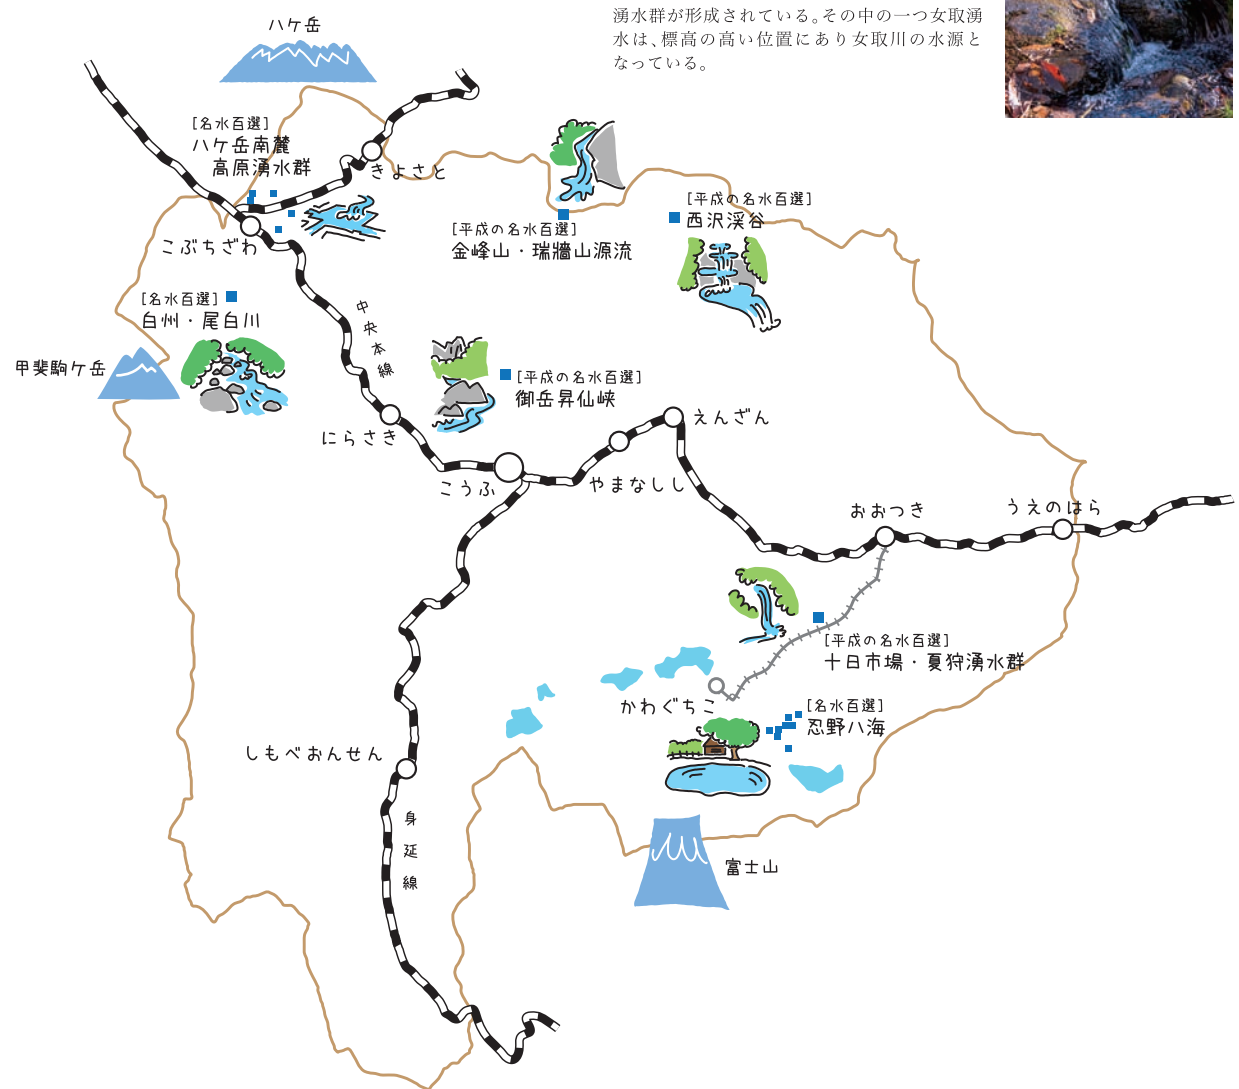 湧水群が形成されている。その中の一つ女取湧
水は、標高の高い位置にあり女取川の水源と
なっている。
八ケ岳
[名水百選]
八ケ岳南麓
高原湧水群
きよさと
こぶちざわ
[平成の名水百選]
金峰山・瑞牆山源流
[平成の名水百選]
西沢渓谷
[名水百選]
白州・尾白川
中央本線
甲斐駒ケ岳
[平成の名水百選]
御岳昇仙峡
にらさき
えんざん
こうふ
やまなしし
おおつき
うえのはら
[平成の名水百選]
十日市場・夏狩湧水群
かわぐちこ
[名水百選]
忍野八海
しもべおんせん
身延線
富士山